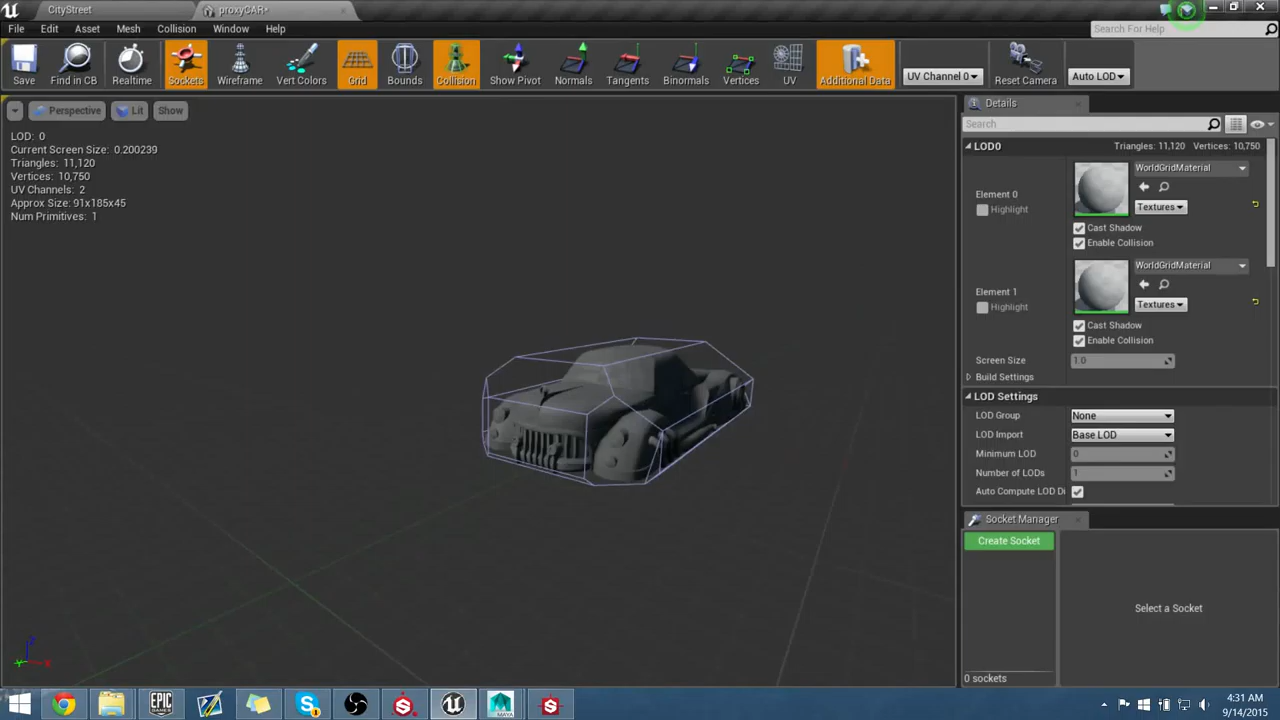 CityStreet
proxyCAR*
File Edit Asset Mesh Collision Window Help
Search For Help
Save Find in CB Realtime Sockets Wireframe Vert Colors Grid Bounds Collision Show Pivot Normals Tangents Binormals Vertices UV Additional Data UV Channel 0 Reset Camera Auto LOD
Perspective Lit Show
LOD: 0
Current Screen Size: 0.200239
Triangles: 11,120
Vertices: 10,750
UV Channels: 2
Approx Size: 91x185x45
Num Primitives: 1
Details
Search
LOD0 Triangles: 11,120 Vertices: 10,750
WorldGridMaterial
Element 0
Highlight
Textures
Cast Shadow
Enable Collision
WorldGridMaterial
Element 1
Highlight
Textures
Cast Shadow
Enable Collision
Screen Size 1.0
Build Settings
LOD Settings
LOD Group None
LOD Import Base LOD
Minimum LOD 0
Number of LODs 1
Auto Compute LOD Di
Socket Manager
Create Socket
Select a Socket
0 sockets
X
EPIC
GAMES
MAYA
4:31 AM
9/14/2015